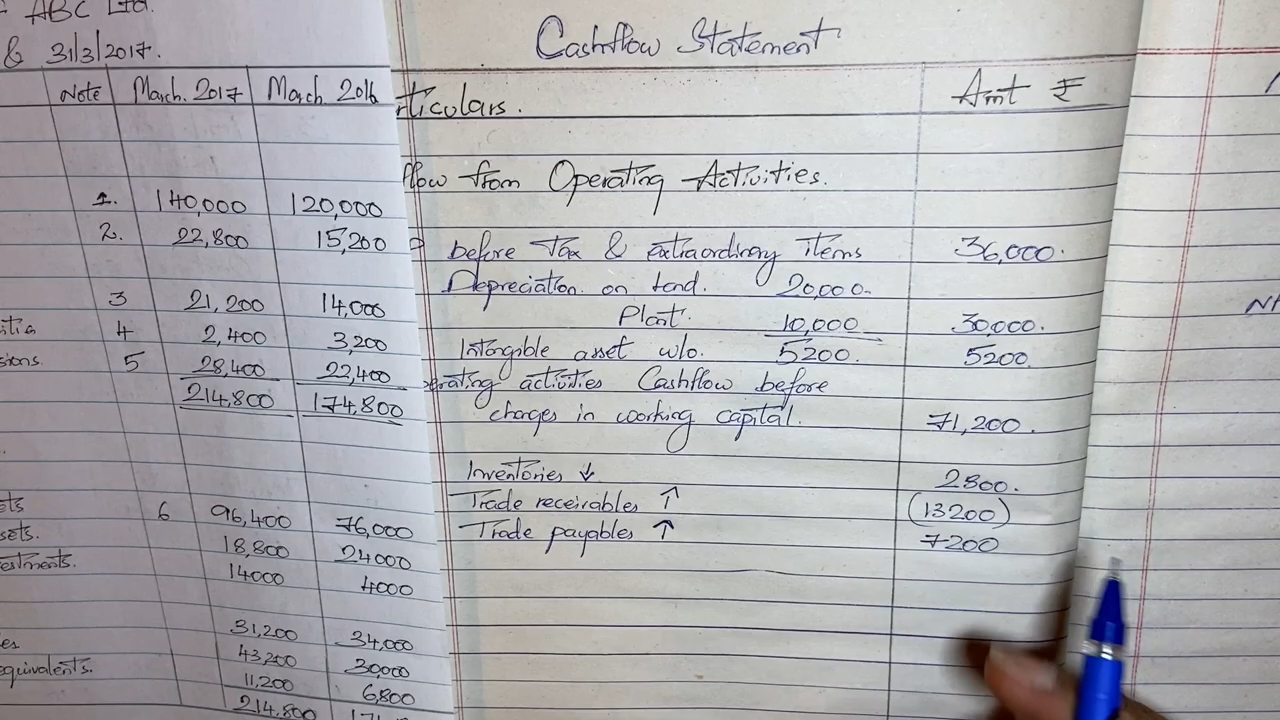 ABC Ltd.
& 31/3/2017.
Note March. 2017 March. 2016
1. 140,000 120,000
2. 22,800 15,200
3 21,200 14,000
4 2,400 3,200
5 28,400 22,400
214,800 174,800
6 96,400 76,000
18,800 24000
14000 4000
31,200 34,000
43,200 30,000
equivalents. 11,200 6,800
214,800
Cashflow Statement
rticulars. Amt ₹
flow from Operating Activities.
before Tax & extraordinary items 36,000.
Depreciation on Land. 20,000.
Plant. 10,000 30,000.
Intangible asset w/o. 5200. 5200.
erating activities Cashflow before
changes in working capital. 71,200.
Inventories ↓ 2800.
Trade receivables ↑ (13200)
Trade payables ↑ 7200